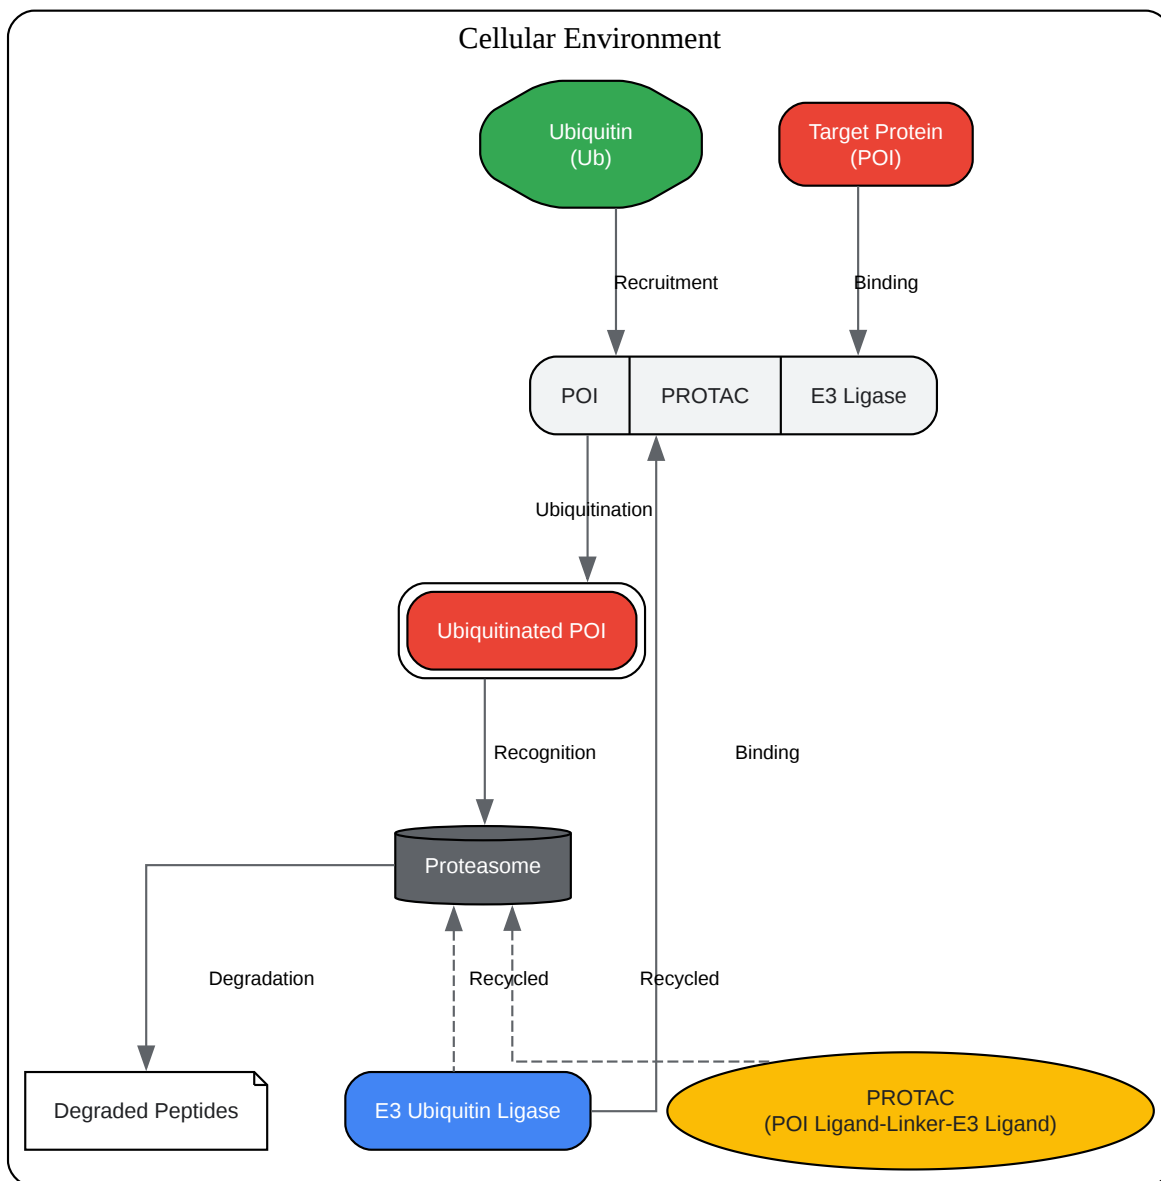 Cellular Environment
Ubiquitin
(Ub)
Target Protein
(POI)
Recruitment
Binding
POI
PROTAC
E3 Ligase
Ubiquitination
Ubiquitinated POI
Recognition
Binding
Proteasome
Degradation
Recycled
Recycled
Degraded Peptides
E3 Ubiquitin Ligase
PROTAC
(POI Ligand-Linker-E3 Ligand)